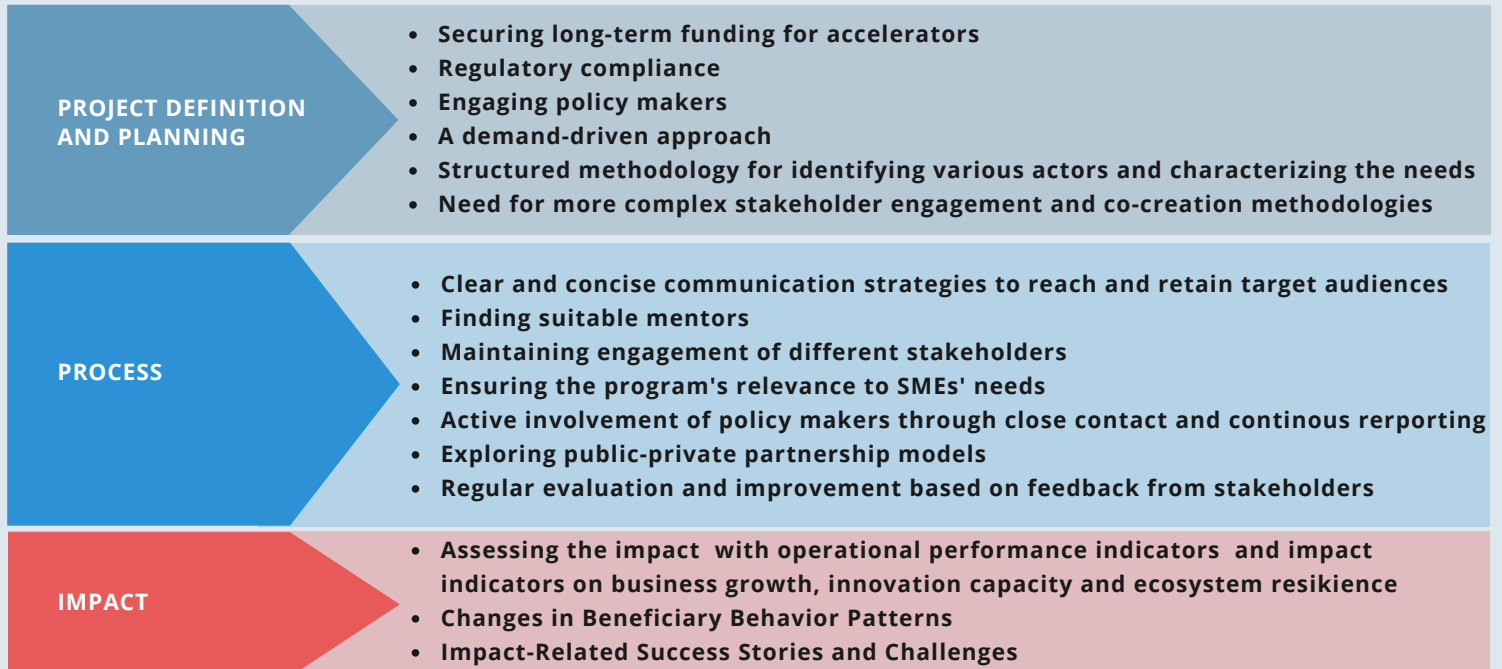 PROJECT DEFINITION
AND PLANNING
• Securing long-term funding for accelerators
• Regulatory compliance
• Engaging policy makers
• A demand-driven approach
• Structured methodology for identifying various actors and characterizing the needs
• Need for more complex stakeholder engagement and co-creation methodologies
PROCESS
• Clear and concise communication strategies to reach and retain target audiences
• Finding suitable mentors
• Maintaining engagement of different stakeholders
• Ensuring the program's relevance to SMEs' needs
• Active involvement of policy makers through close contact and continous rerporting
• Exploring public-private partnership models
• Regular evaluation and improvement based on feedback from stakeholders
IMPACT
• Assessing the impact with operational performance indicators and impact
indicators on business growth, innovation capacity and ecosystem resikience
• Changes in Beneficiary Behavior Patterns
• Impact-Related Success Stories and Challenges